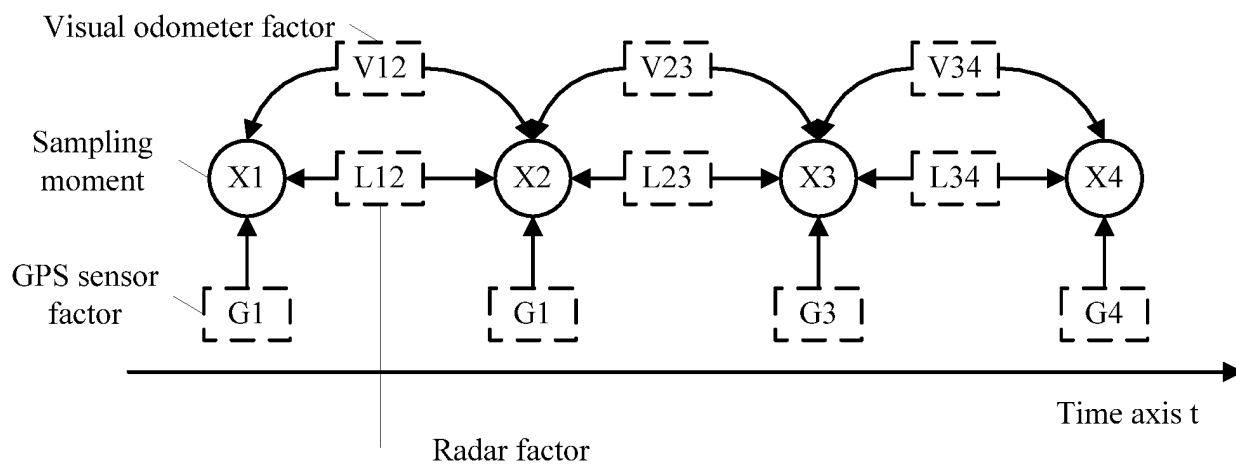 Visual odometer factor
V12
V23
V34
Sampling
moment
X1
L12
X2
L23
X3
L34
X4
GPS sensor
factor
G1
G1
G3
G4
Time axis t
Radar factor